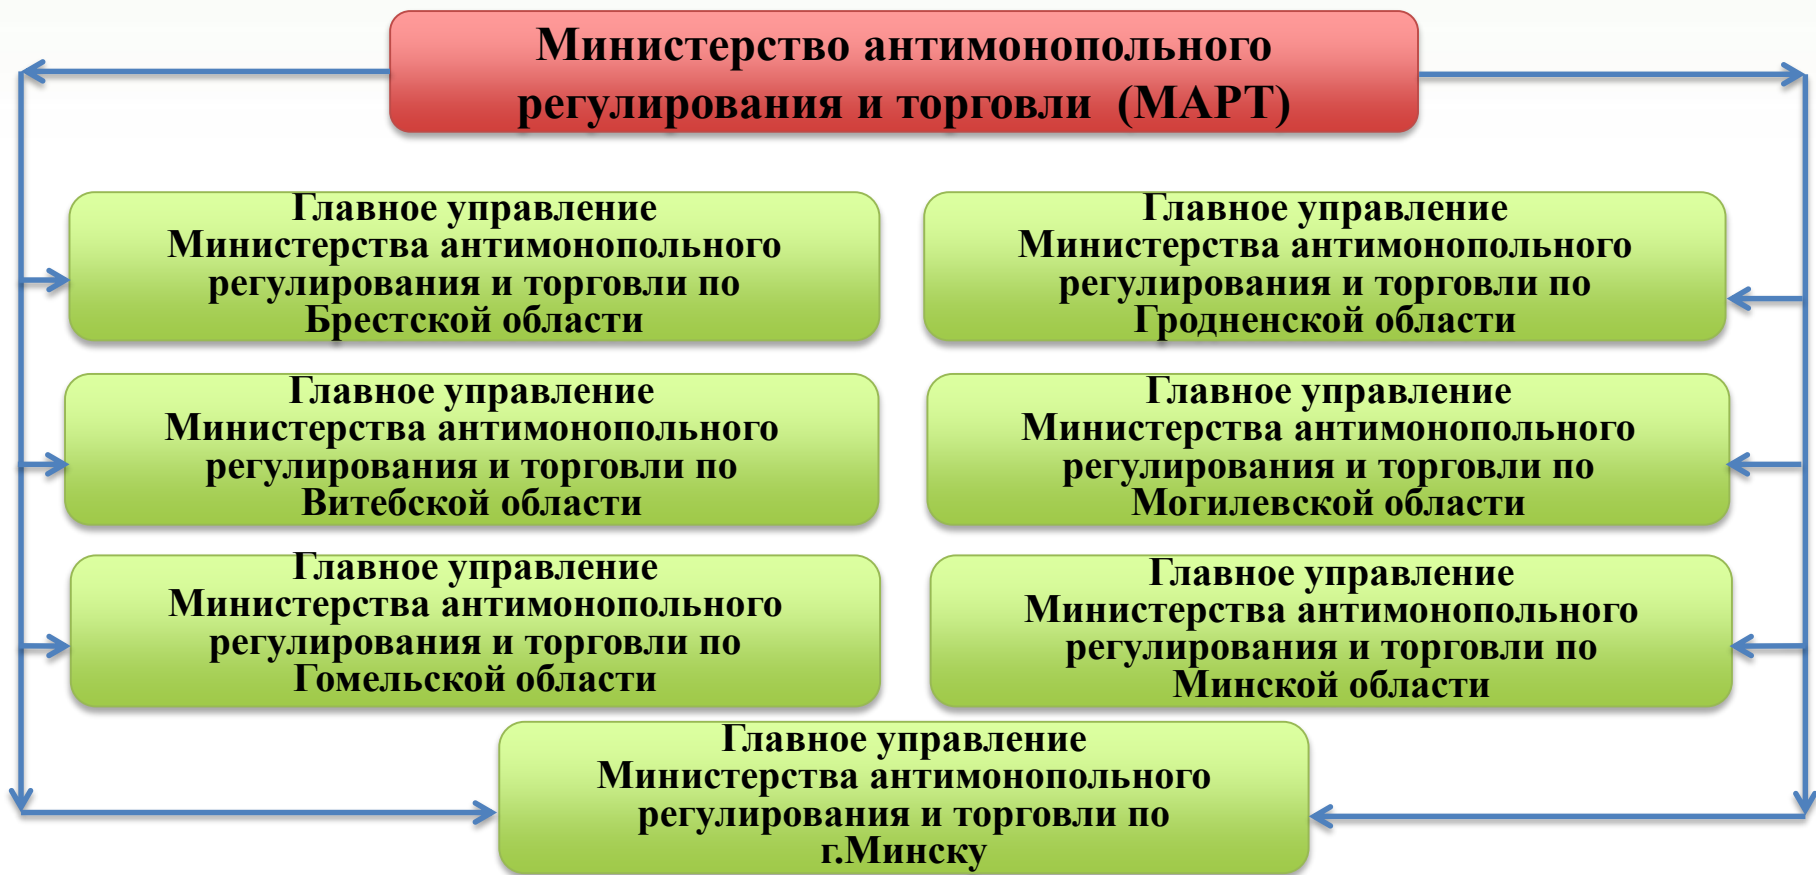 Министерство антимонопольного
регулирования и торговли (МАРТ)
Главное управление
Министерства антимонопольного
регулирования и торговли по
Брестской области
Главное управление
Министерства антимонопольного
регулирования и торговли по
Гродненской области
Главное управление
Министерства антимонопольного
регулирования и торговли по
Витебской области
Главное управление
Министерства антимонопольного
регулирования и торговли по
Могилевской области
Главное управление
Министерства антимонопольного
регулирования и торговли по
Гомельской области
Главное управление
Министерства антимонопольного
регулирования и торговли по
Минской области
Главное управление
Министерства антимонопольного
регулирования и торговли по
г.Минску